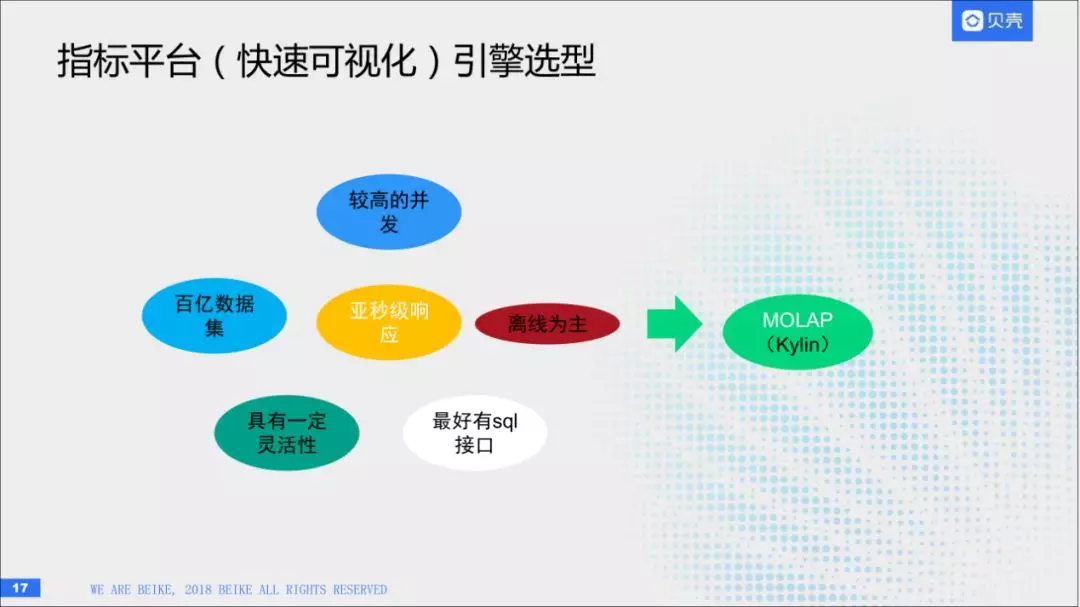 贝壳
指标平台（快速可视化）引擎选型
较高的并
发
百亿数据
集
亚秒级响
应
离线为主
MOLAP
（Kylin）
具有一定
灵活性
最好有sql
接口
17
WE ARE BEIKE, 2018 BEIKE ALL RIGHTS RESERVED